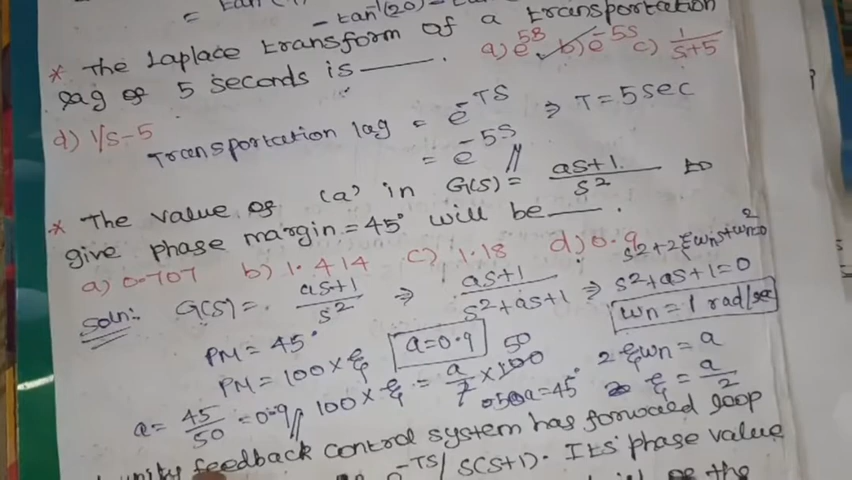 = tan
- tan⁻¹(20) - tan
* The Laplace transform of a transportation
lag of 5 seconds is ——. a) e^5s b) e^-5s c) 1/(s+5)
d) 1/s-5
Transportation lag = e^-TS ⇒ T = 5 sec
= e^-5s //
* The value of 'a' in G(s) = (as+1)/s² to
give phase margin = 45° will be ——.
a) 0.707 b) 1.414 c) 1.18 d) 0.9
Soln:- G(s) = (as+1)/s² ⇒ (as+1)/(s²+as+1) ⇒ s²+as+1=0
s²+2ξωns+ωn²=0
ωn = 1 rad/sec
PM = 45°
PM = 100×ξ
a=0.9
2ξωn = a
ξ = a/2
100×ξ = a/2 × 100 50
50a = 45°
a = 45/50 = 0.9 //
unity feedback control system has forward loop
e^-TS / s(s+1). Its phase value
the